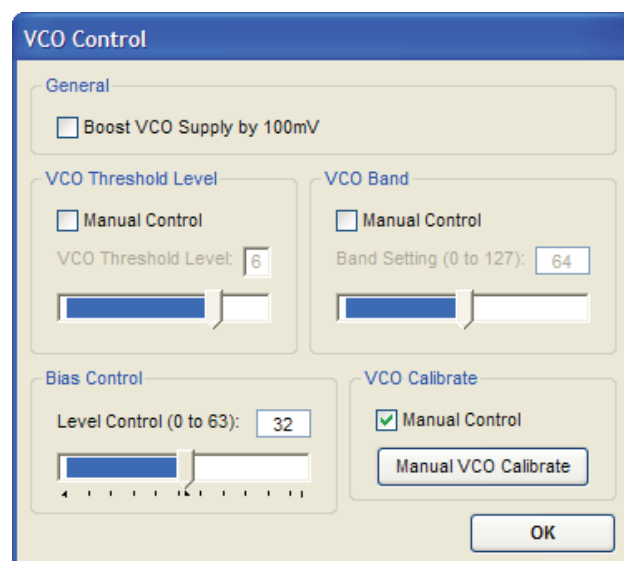 VCO Control
General
Boost VCO Supply by 100mV
VCO Threshold Level
Manual Control
VCO Threshold Level: 6
VCO Band
Manual Control
Band Setting (0 to 127): 64
Bias Control
Level Control (0 to 63): 32
VCO Calibrate
Manual Control
Manual VCO Calibrate
OK